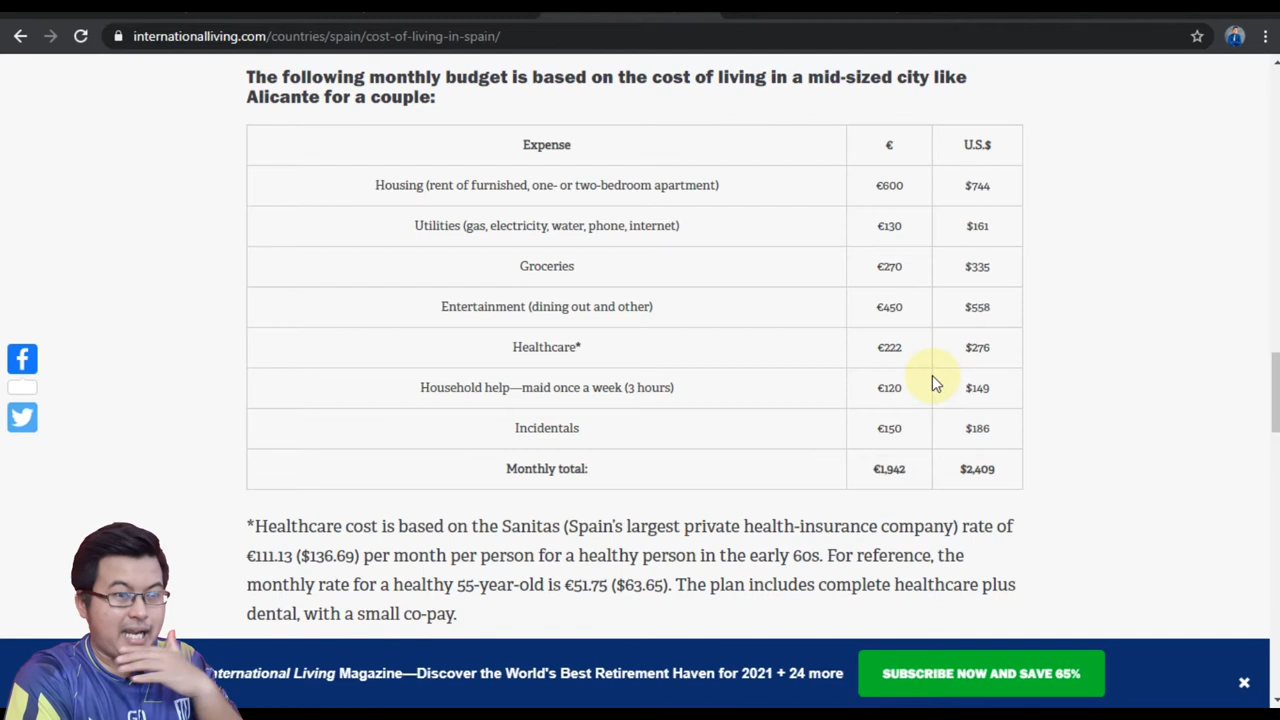 internationalliving.com/countries/spain/cost-of-living-in-spain/
The following monthly budget is based on the cost of living in a mid-sized city like
Alicante for a couple:
Expense € U.S.$
Housing (rent of furnished, one- or two-bedroom apartment) €600 $744
Utilities (gas, electricity, water, phone, internet) €130 $161
Groceries €270 $335
Entertainment (dining out and other) €450 $558
Healthcare* €222 $276
Household help—maid once a week (3 hours) €120 $149
Incidentals €150 $186
Monthly total: €1,942 $2,409
*Healthcare cost is based on the Sanitas (Spain's largest private health-insurance company) rate of
€111.13 ($136.69) per month per person for a healthy person in the early 60s. For reference, the
monthly rate for a healthy 55-year-old is €51.75 ($63.65). The plan includes complete healthcare plus
dental, with a small co-pay.
nternational Living Magazine—Discover the World's Best Retirement Haven for 2021 + 24 more
SUBSCRIBE NOW AND SAVE 65%